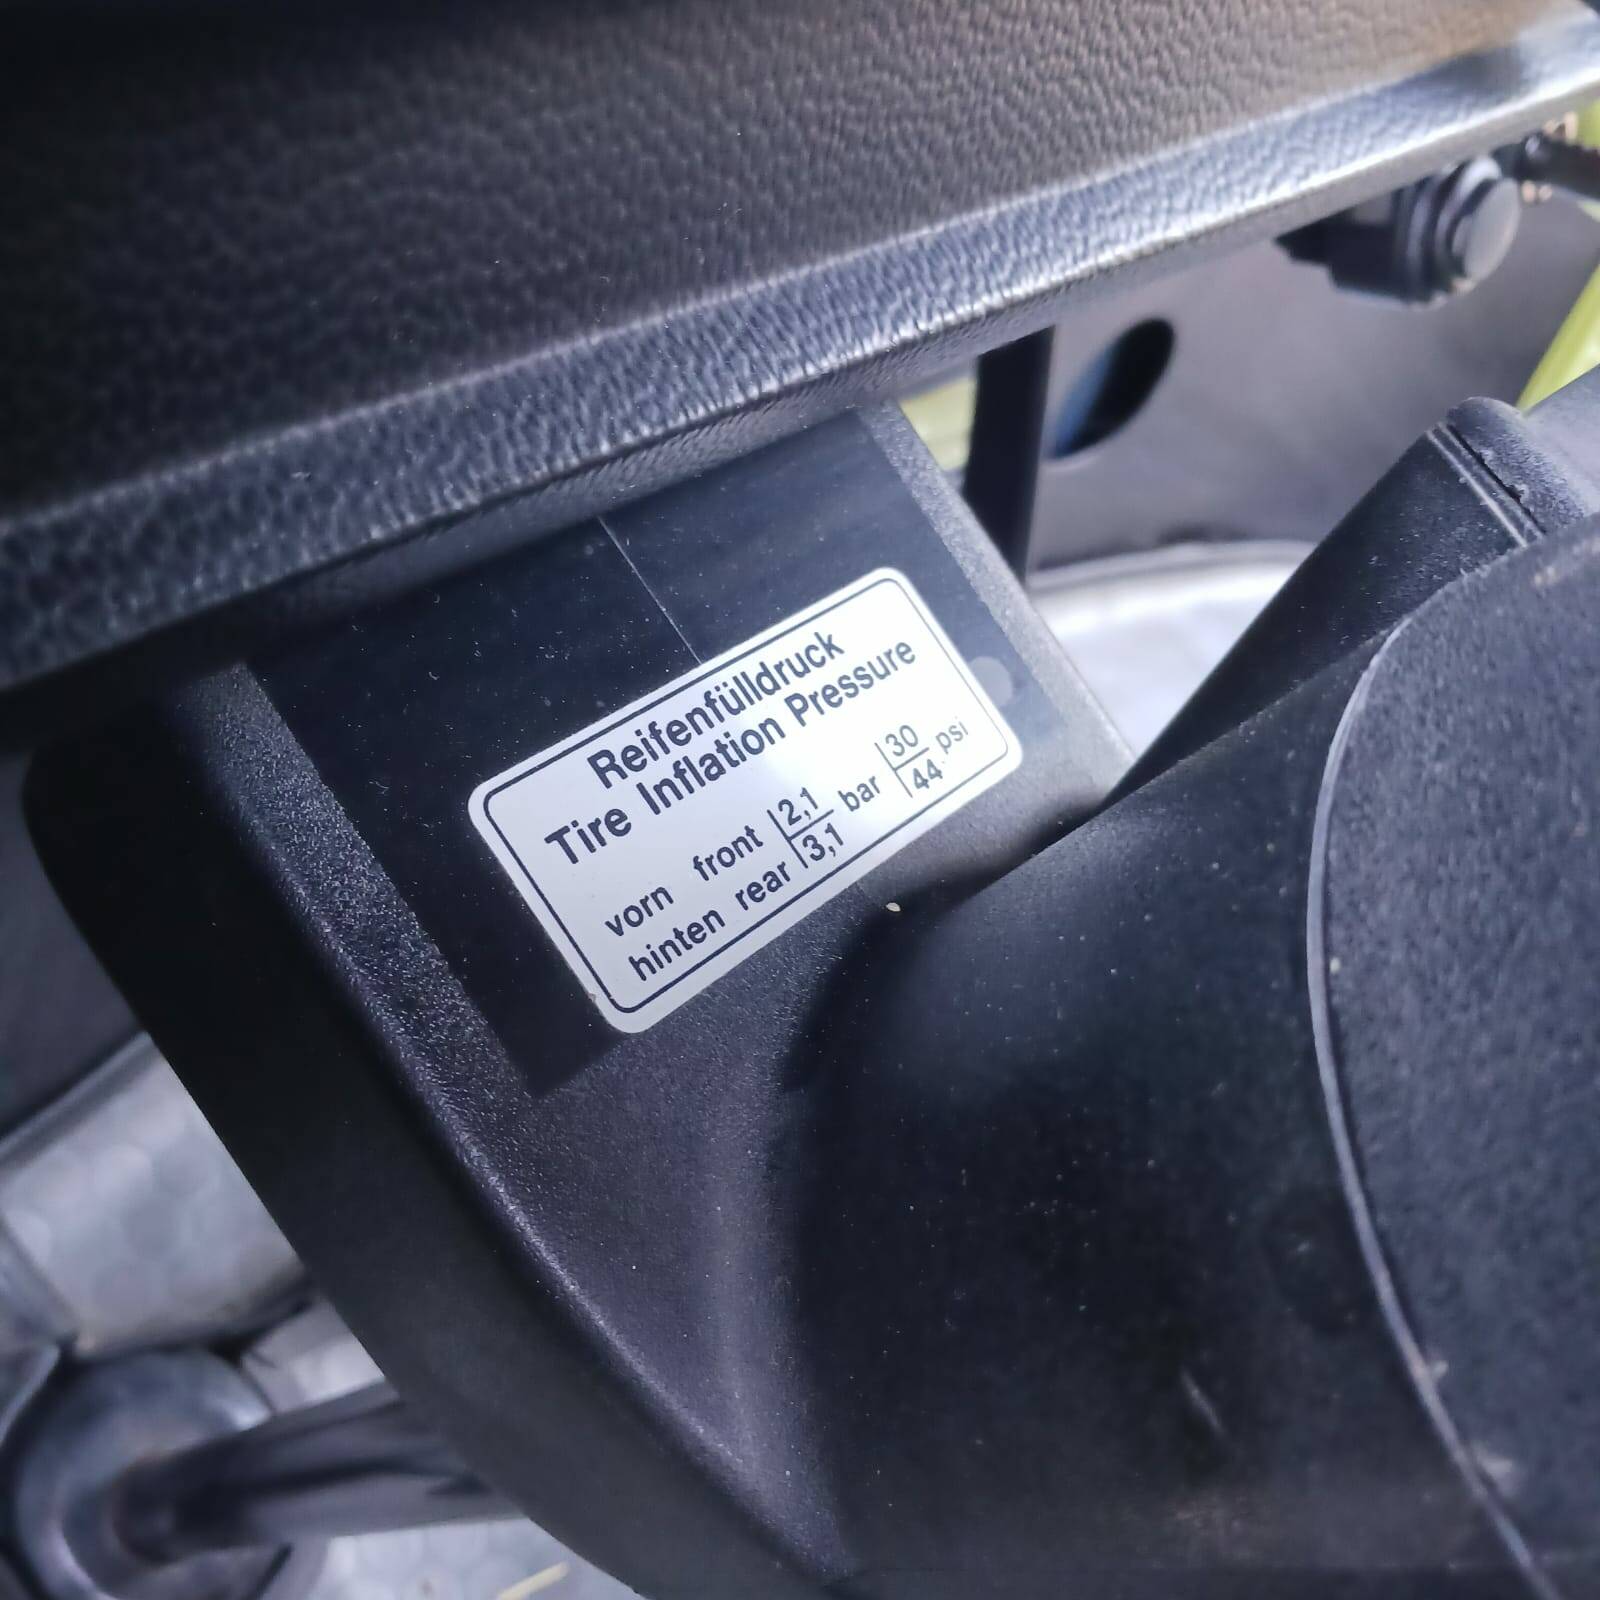 Reifenfülldruck
Tire Inflation Pressure
vorn front 2,1 bar 30 psi
hinten rear 3,1 44